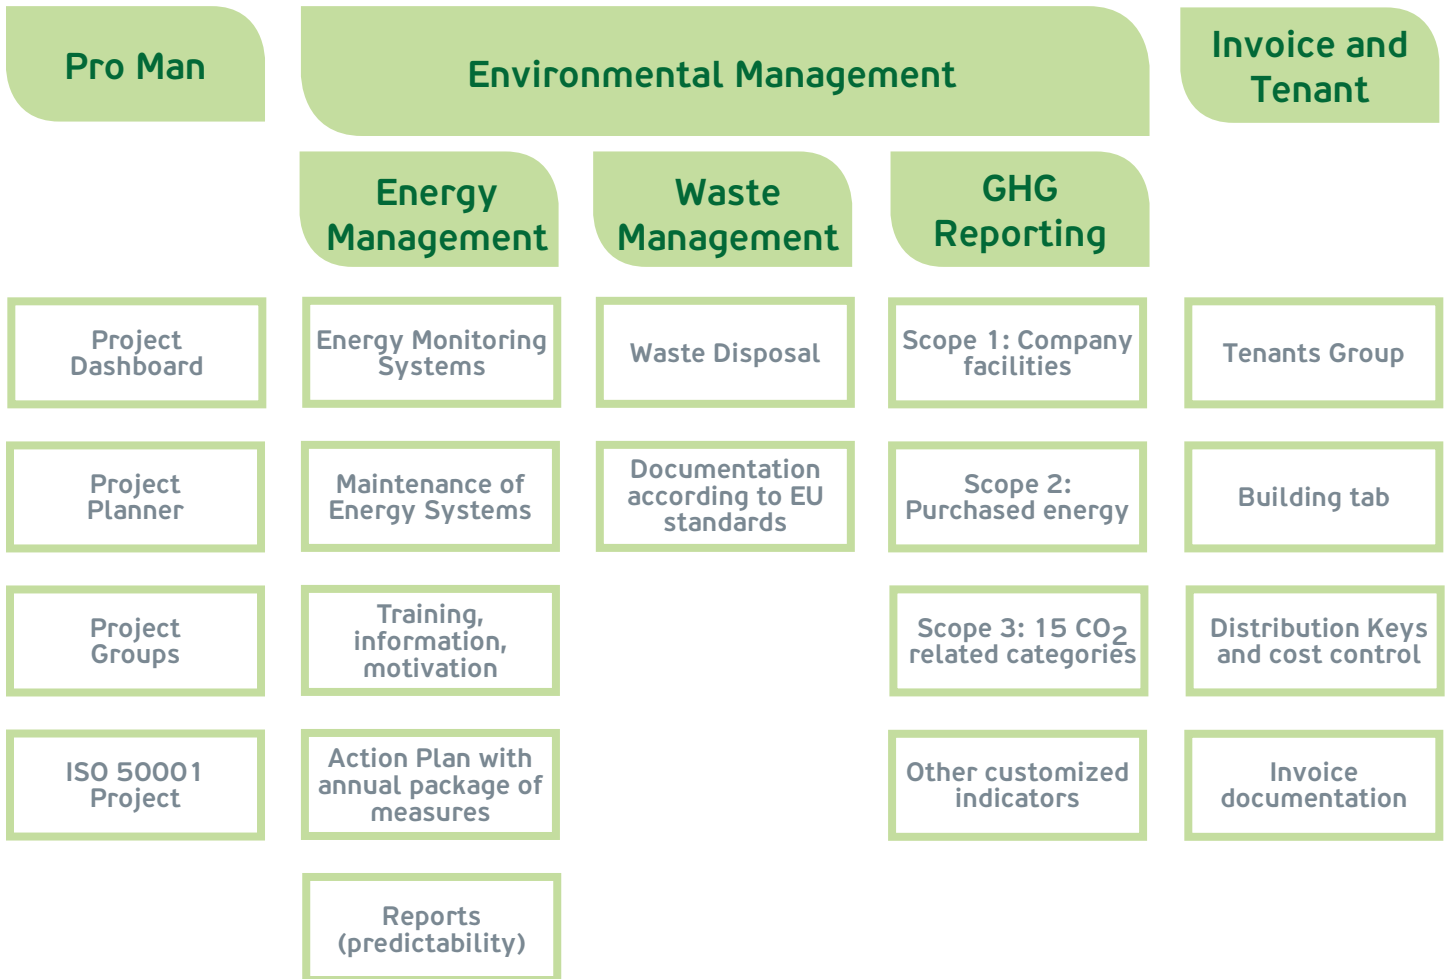 Pro Man
Environmental Management
Invoice and
Tenant
Energy
Management
Waste
Management
GHG
Reporting
Project
Dashboard
Energy Monitoring
Systems
Waste Disposal
Scope 1: Company
facilities
Tenants Group
Project
Planner
Maintenance of
Energy Systems
Documentation
according to EU
standards
Scope 2:
Purchased energy
Building tab
Project
Groups
Training,
information,
motivation
Scope 3: 15 CO2
related categories
Distribution Keys
and cost control
ISO 50001
Project
Action Plan with
annual package of
measures
Other customized
indicators
Invoice
documentation
Reports
(predictability)